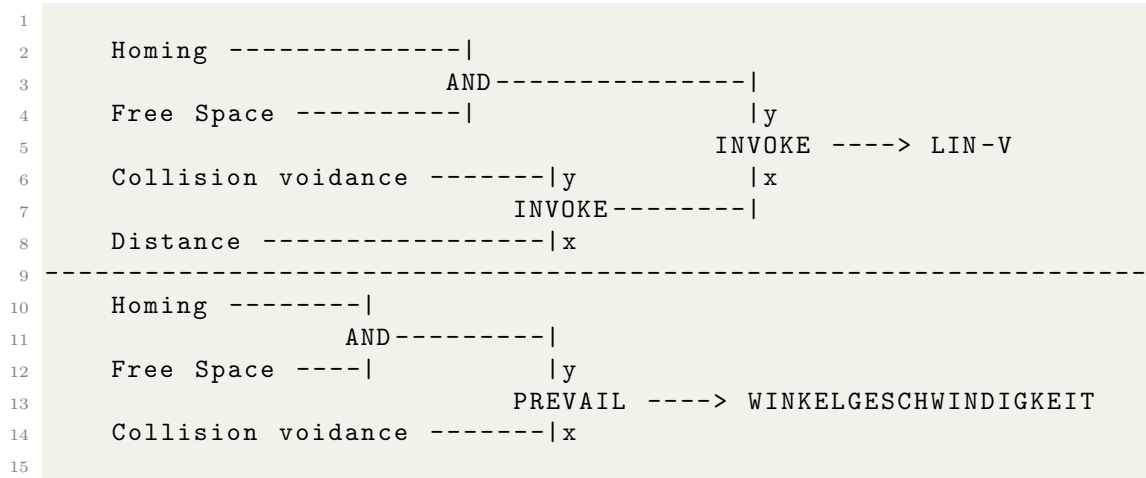 1
2 Homing --------------|
3 AND---------------|
4 Free Space ----------| |y
5 INVOKE ----> LIN-V
6 Collision voidance -------|y |x
7 INVOKE--------|
8 Distance -----------------|x
9 ------------------------------------------------------------------
10 Homing --------|
11 AND---------|
12 Free Space ----| |y
13 PREVAIL ----> WINKELGESCHWINDIGKEIT
14 Collision voidance -------|x
15